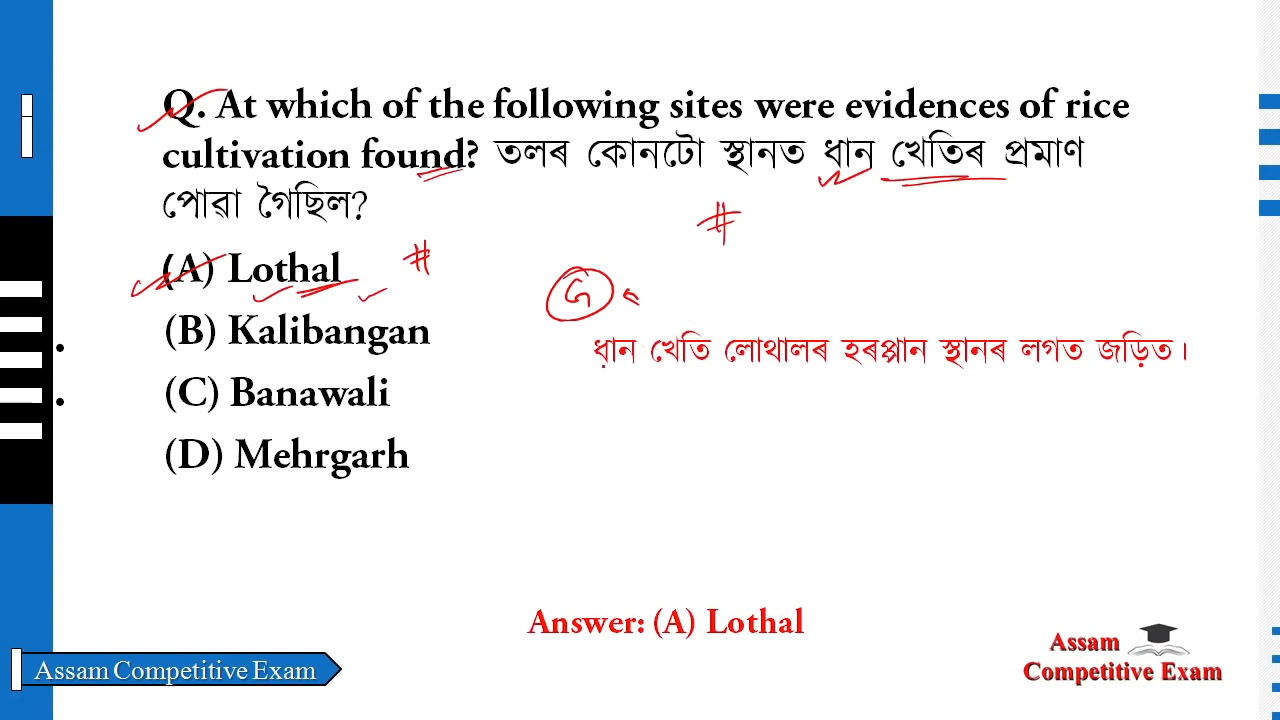 Q. At which of the following sites were evidences of rice
cultivation found? তলৰ কোনটো স্থানত ধান খেতিৰ প্ৰমাণ
পোৱা গৈছিল?
(A) Lothal
(B) Kalibangan
(C) Banawali
(D) Mehrgarh
ধান খেতি লোথালৰ হৰপ্পান স্থানৰ লগত জড়িত।
Answer: (A) Lothal
Assam Competitive Exam
Assam
Competitive Exam